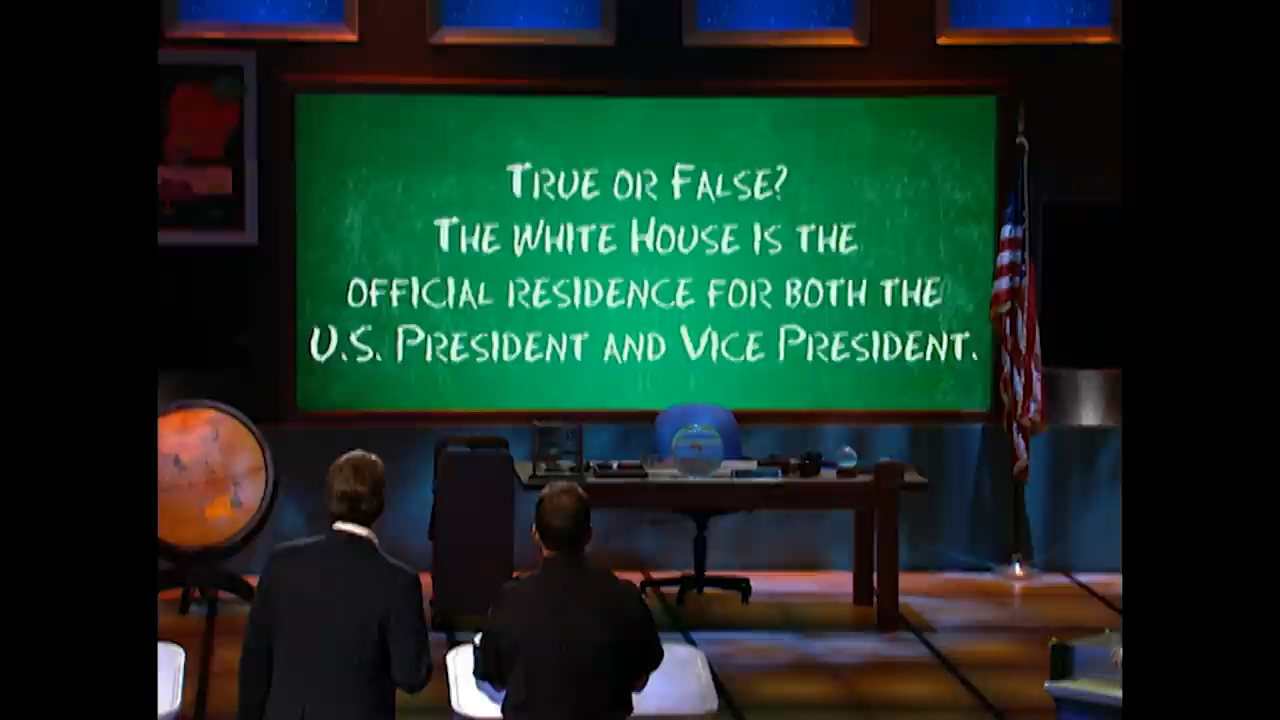 TRUE OR FALSE?
THE WHITE HOUSE IS THE
OFFICIAL RESIDENCE FOR BOTH THE
U.S. PRESIDENT AND VICE PRESIDENT.